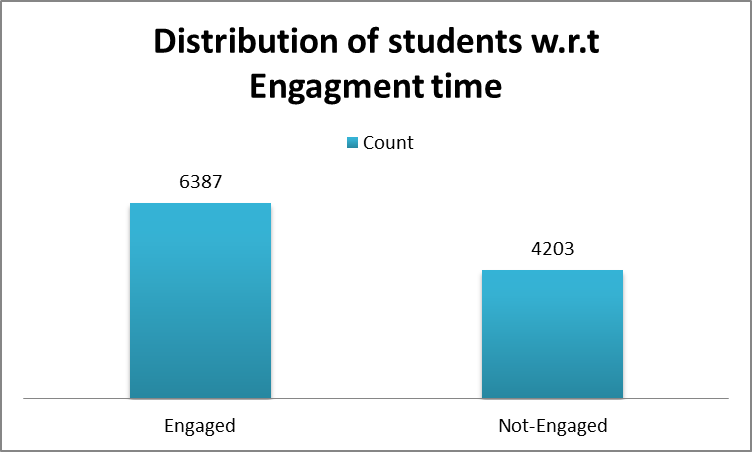 Distribution of students w.r.t
Engagment time
Count
6387
4203
Engaged
Not-Engaged